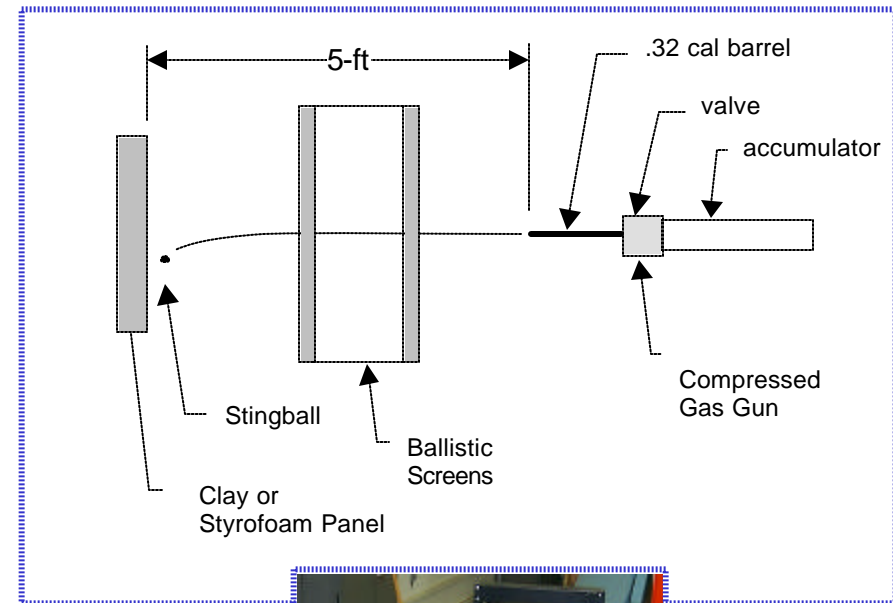 5-ft
.32 cal barrel
valve
accumulator
Compressed
Gas Gun
Stingball
Ballistic
Screens
Clay or
Styrofoam Panel